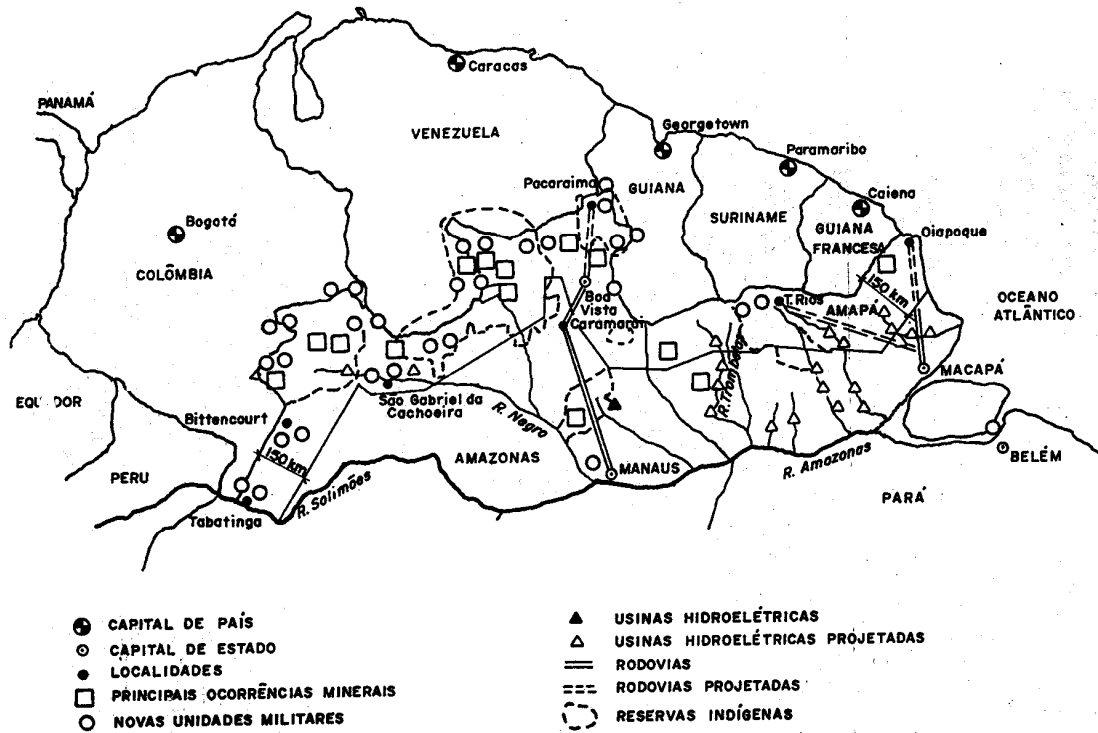 Caracas
PANAMÁ
VENEZUELA
Georgetown
Paramaribo
Pacaraima
GUIANA
Caiena
Bogotá
SURINAME
GUIANA
FRANCESA
Oiapoque
COLÔMBIA
150 km
OCEANO
ATLÂNTICO
Boa
Vista
Caramaraí
T. Rios
AMAPÁ
MACAPÁ
EQU DOR
São Gabriel da
Cachoeira
R. Negro
Bittencourt
150 km
AMAZONAS
MANAUS
R. Amazonas
BELÉM
PERU
R. Solimões
PARÁ
Tabatinga
CAPITAL DE PAÍS
CAPITAL DE ESTADO
LOCALIDADES
PRINCIPAIS OCORRÊNCIAS MINERAIS
NOVAS UNIDADES MILITARES
USINAS HIDROELÉTRICAS
USINAS HIDROELÉTRICAS PROJETADAS
RODOVIAS
RODOVIAS PROJETADAS
RESERVAS INDÍGENAS